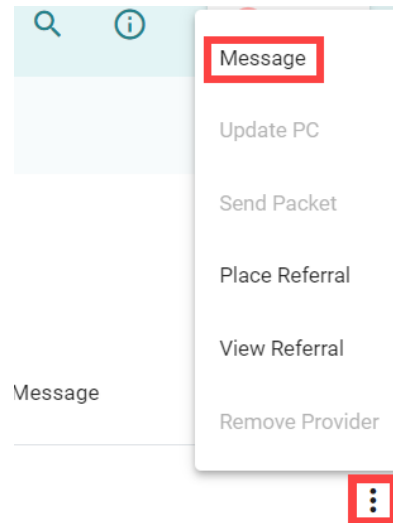 Message
Update PC
Send Packet
Place Referral
View Referral
Message
Remove Provider